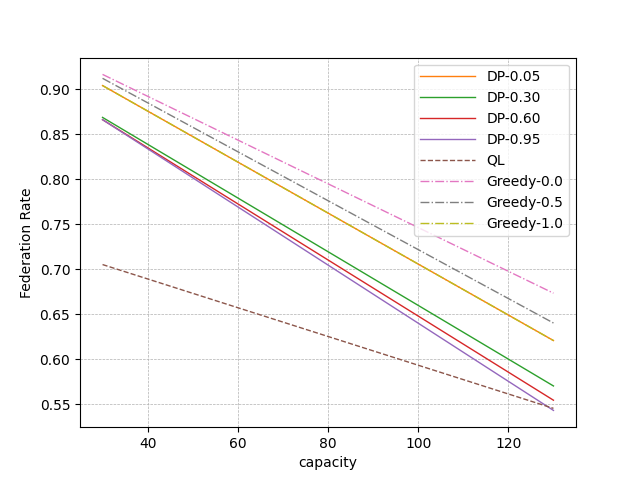 0.90
0.85
0.80
0.75
0.70
0.65
0.60
0.55
Federation Rate
40
60
80
100
120
capacity
DP-0.05
DP-0.30
DP-0.60
DP-0.95
QL
Greedy-0.0
Greedy-0.5
Greedy-1.0